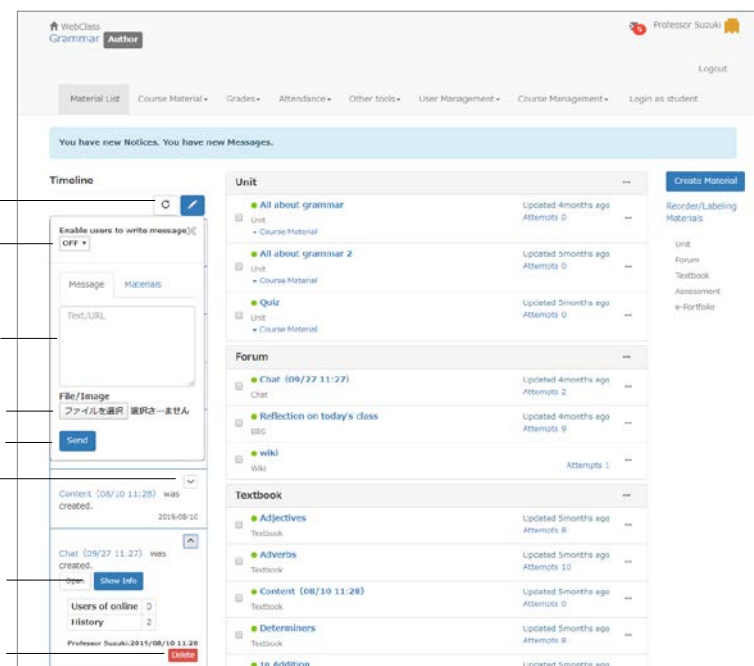 WebClass
Grammar Author
5
Professor Suzuki
Logout
Material List Course Material Grades Attendance Other tools User Management Course Management Login as student
You have new Notices. You have new Messages.
Timeline
Enable users to write message
OFF
Message Materials
Text/URL
File/Image
ファイルを選択 選択さ…ません
Send
Content (08/10 11:28) was
created.
2019/08/10
Chat (09/27 11:27) was
created.
Open Show Info
Users of online 0
History 2
Professor Suzuki:2019/08/10 11:28
Delete
Unit
All about grammar
Unit
Course Material
Updated 4months ago
Attempts 0
All about grammar 2
Unit
Course Material
Updated 5months ago
Attempts 0
Quiz
Unit
Course Material
Updated 5months ago
Attempts 0
Forum
Chat (09/27 11:27)
Chat
Updated 4months ago
Attempts 2
Reflection on today's class
BBS
Updated 4months ago
Attempts 9
wiki
Wiki
Attempts 1
Textbook
Adjectives
Textbook
Updated 5months ago
Attempts 8
Adverbs
Textbook
Updated 5months ago
Attempts 10
Content (08/10 11:28)
Textbook
Updated 5months ago
Attempts 0
Determiners
Textbook
Updated 5months ago
Attempts 8
In Addition
Updated 5months ago
Create Material
Reorder/Labeling
Materials
Unit
Forum
Textbook
Assessment
e-Portfolio